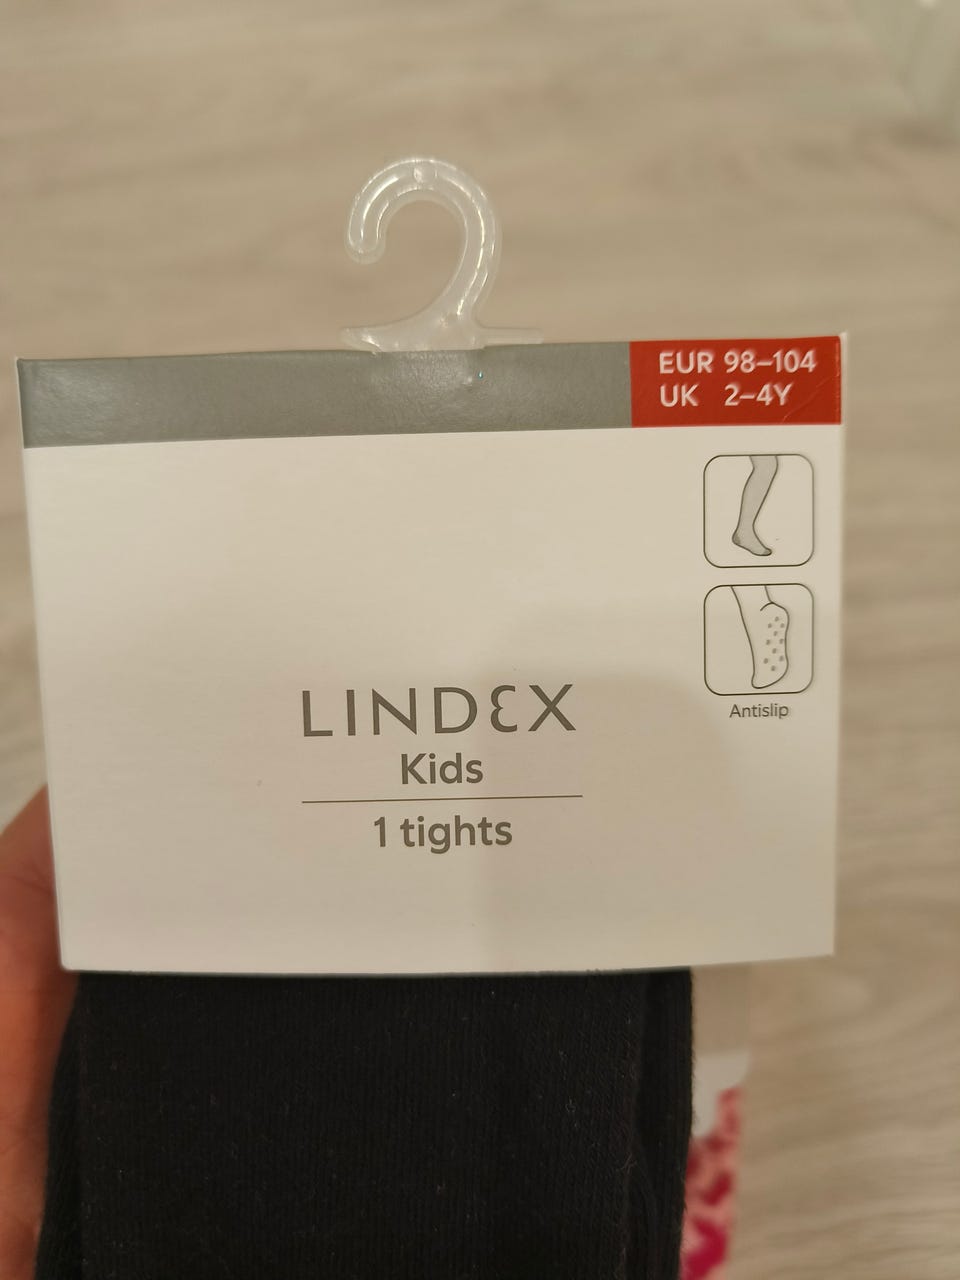 EUR 98–104
UK 2–4Y
Antislip
LINDEX
Kids
1 tights